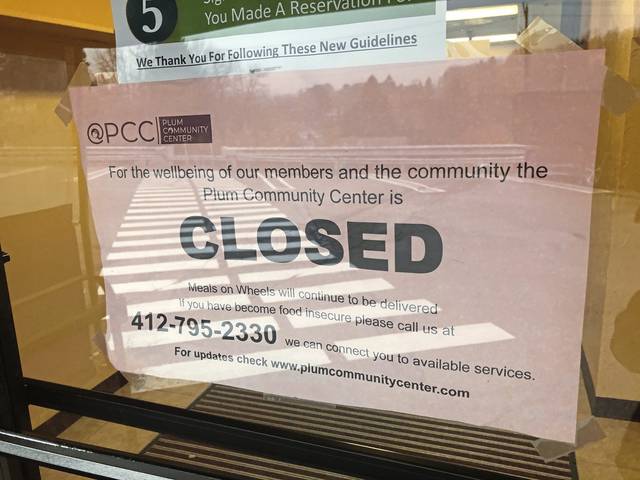 5
You Made A Reservation
We Thank You For Following These New Guidelines
@PCC PLUM COMMUNITY CENTER
For the wellbeing of our members and the community the
Plum Community Center is
CLOSED
Meals on Wheels will continue to be delivered
If you have become food insecure please call us at
412-795-2330 we can connect you to available services.
For updates check www.plumcommunitycenter.com